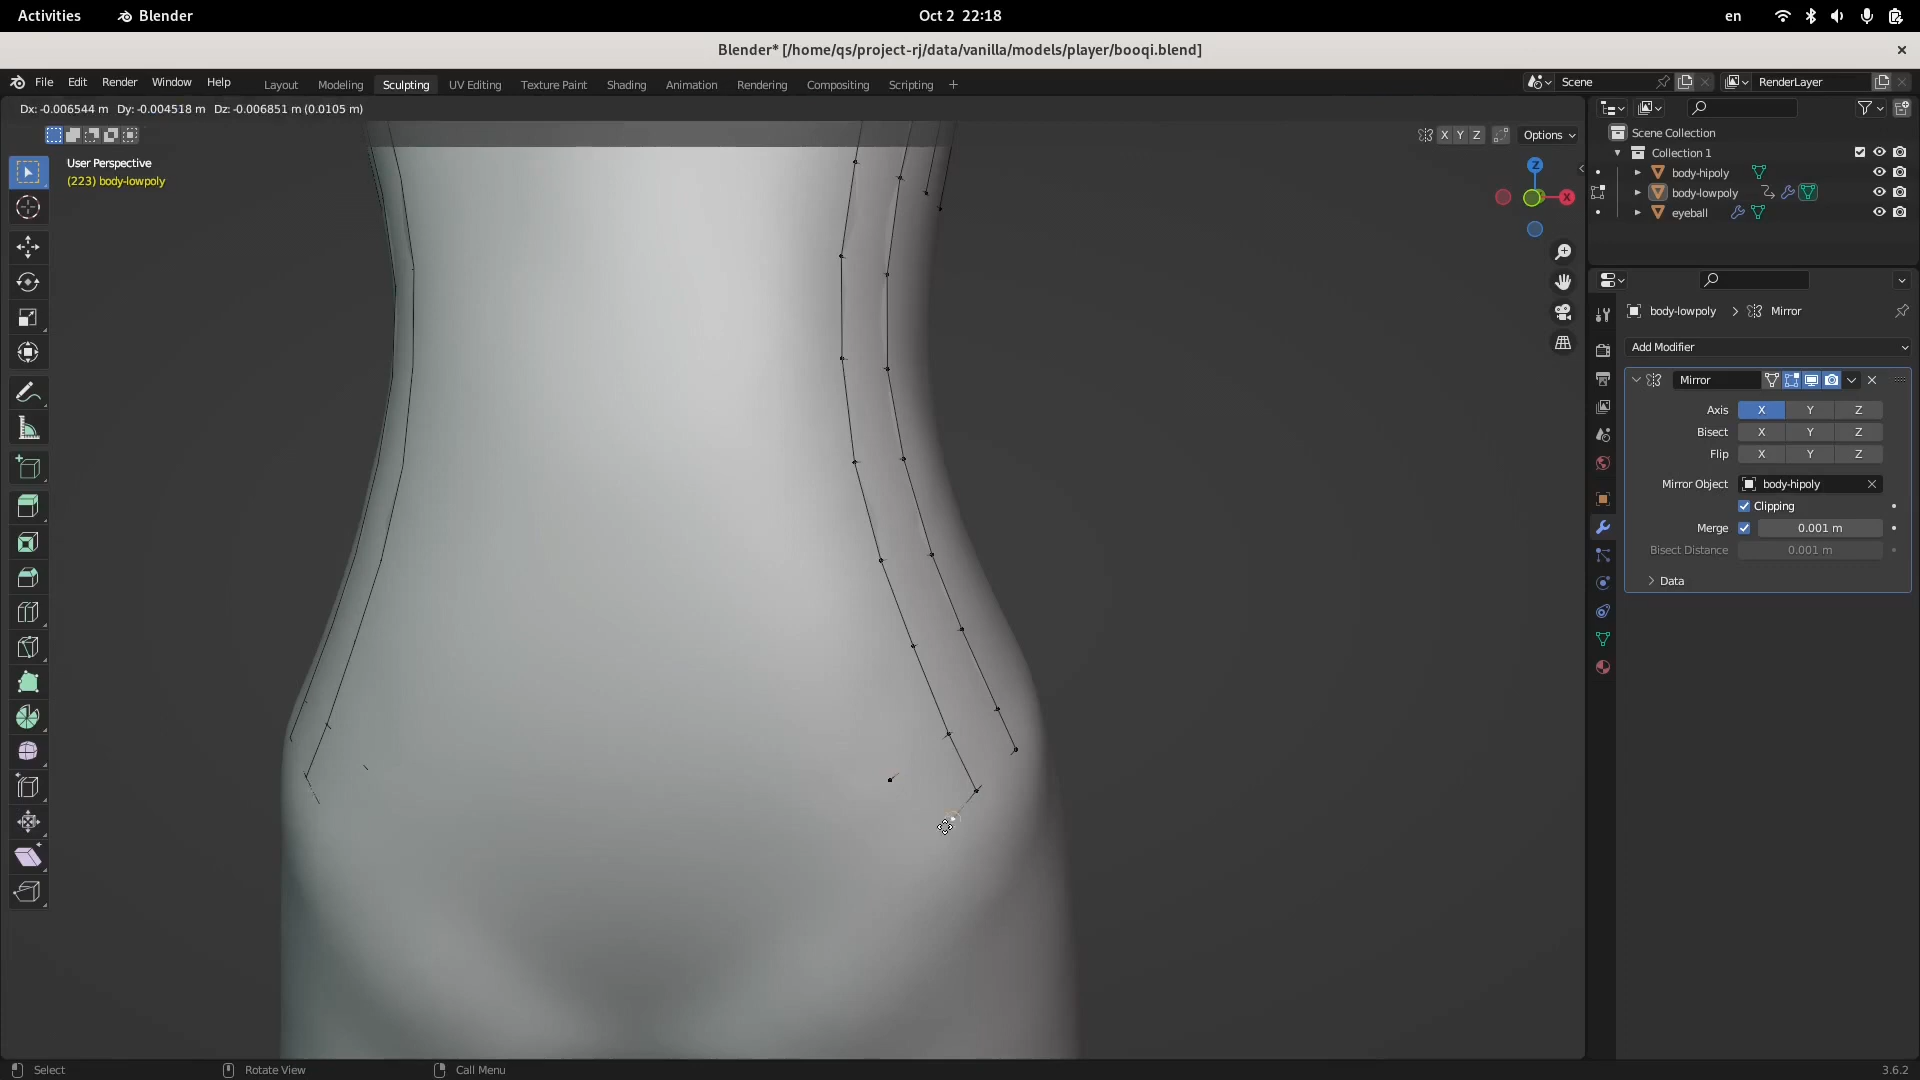 Activities
Blender
Oct 2 22:18
en
Blender* [/home/qs/project-rj/data/vanilla/models/player/booqi.blend]
File Edit Render Window Help
Layout Modeling Sculpting UV Editing Texture Paint Shading Animation Rendering Compositing Scripting
Scene
RenderLayer
Dx: -0.006544 m Dy: -0.004518 m Dz: -0.006851 m (0.0105 m)
X Y Z
Options
User Perspective
(223) body-lowpoly
Z
X
Scene Collection
Collection 1
body-hipoly
body-lowpoly
eyeball
body-lowpoly > Mirror
Add Modifier
Mirror
Axis X Y Z
Bisect X Y Z
Flip X Y Z
Mirror Object body-hipoly
Clipping
Merge 0.001 m
Bisect Distance 0.001 m
Data
Select
Rotate View
Call Menu
3.6.2